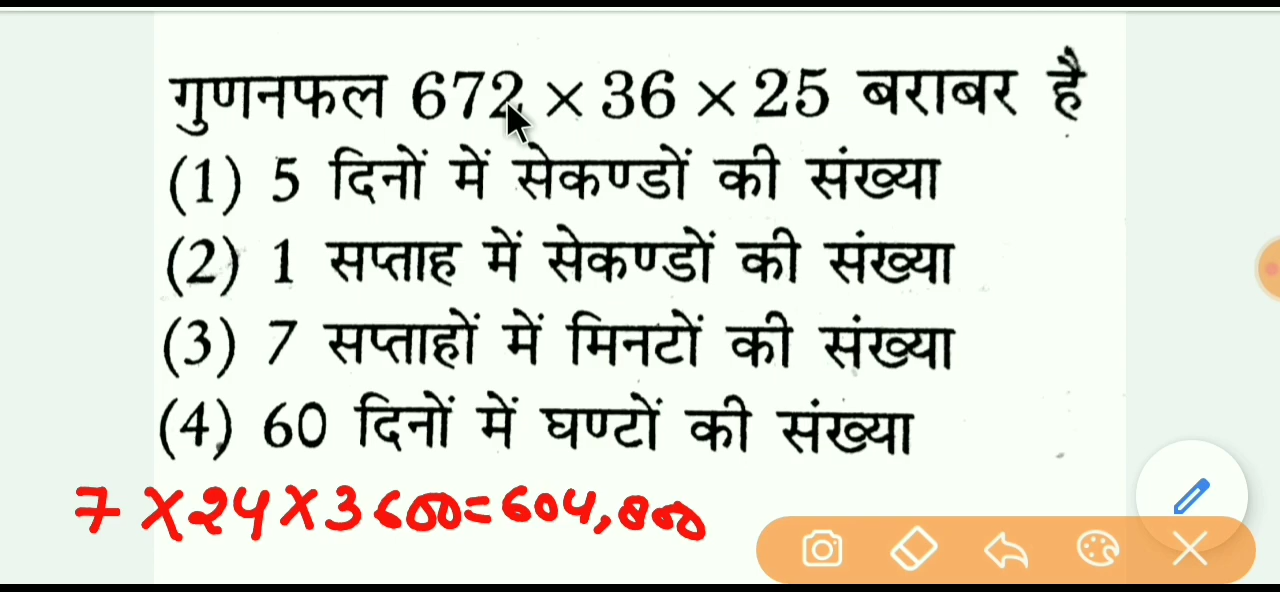 गुणनफल 672 × 36 × 25 बराबर है
(1) 5 दिनों में सेकण्डों की संख्या
(2) 1 सप्ताह में सेकण्डों की संख्या
(3) 7 सप्ताहों में मिनटों की संख्या
(4) 60 दिनों में घण्टों की संख्या
7 × 24 × 3600 = 604,800